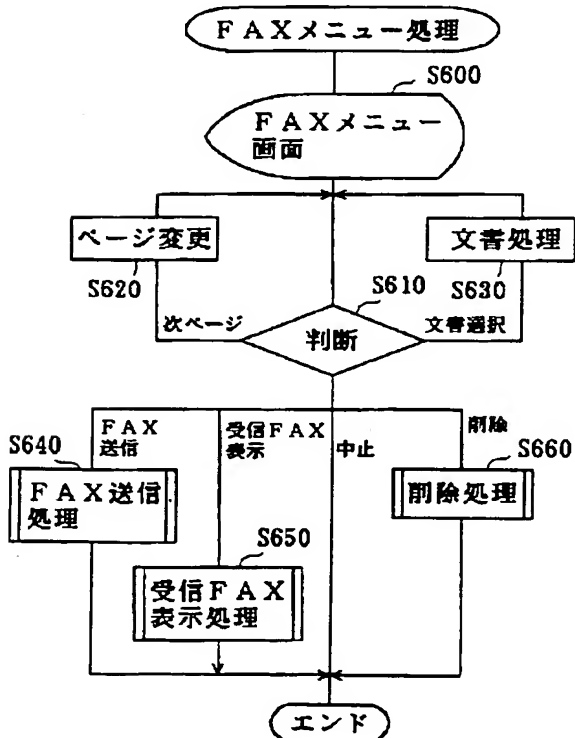 FAXメニュー処理
S600
FAXメニュー
画面
ページ変更
S620
文書処理
S630
S610
次ページ
判断
文書選択
FAX
送信
受信FAX
表示
中止
削除
S640
FAX送信
処理
S650
受信FAX
表示処理
S660
削除処理
エンド